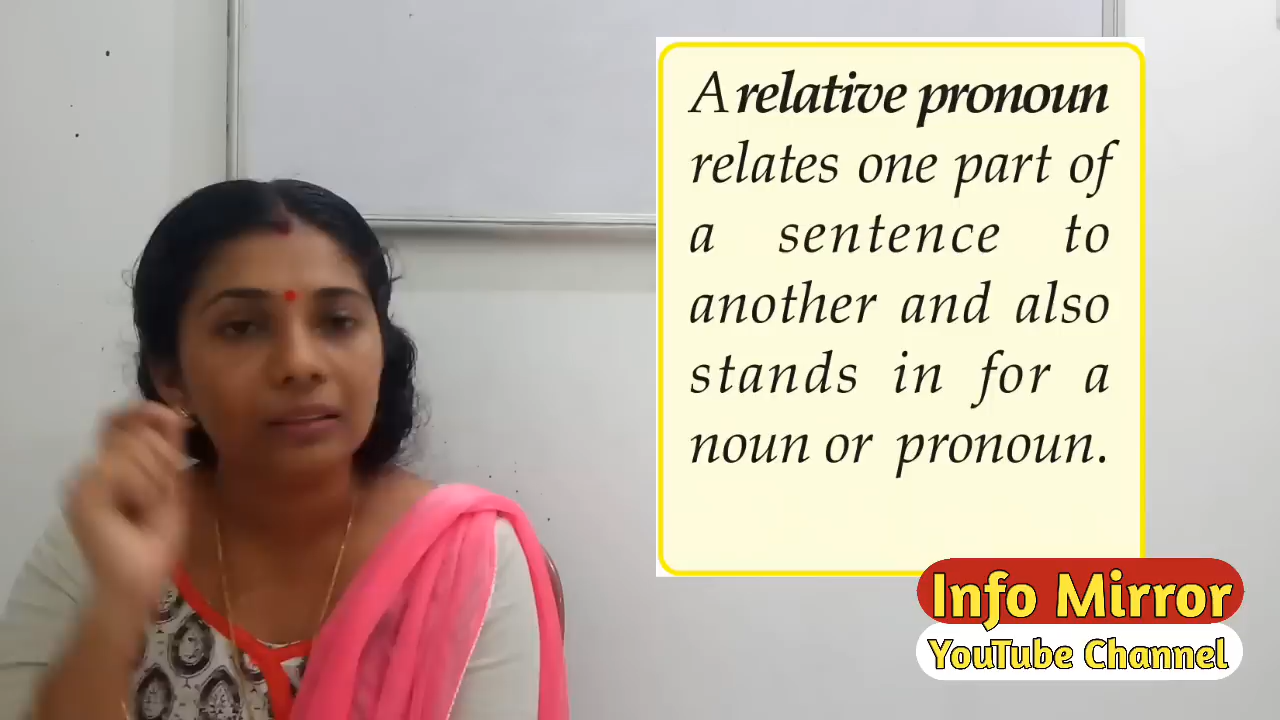 A relative pronoun
relates one part of
a sentence to
another and also
stands in for a
noun or pronoun.
Info Mirror
YouTube Channel